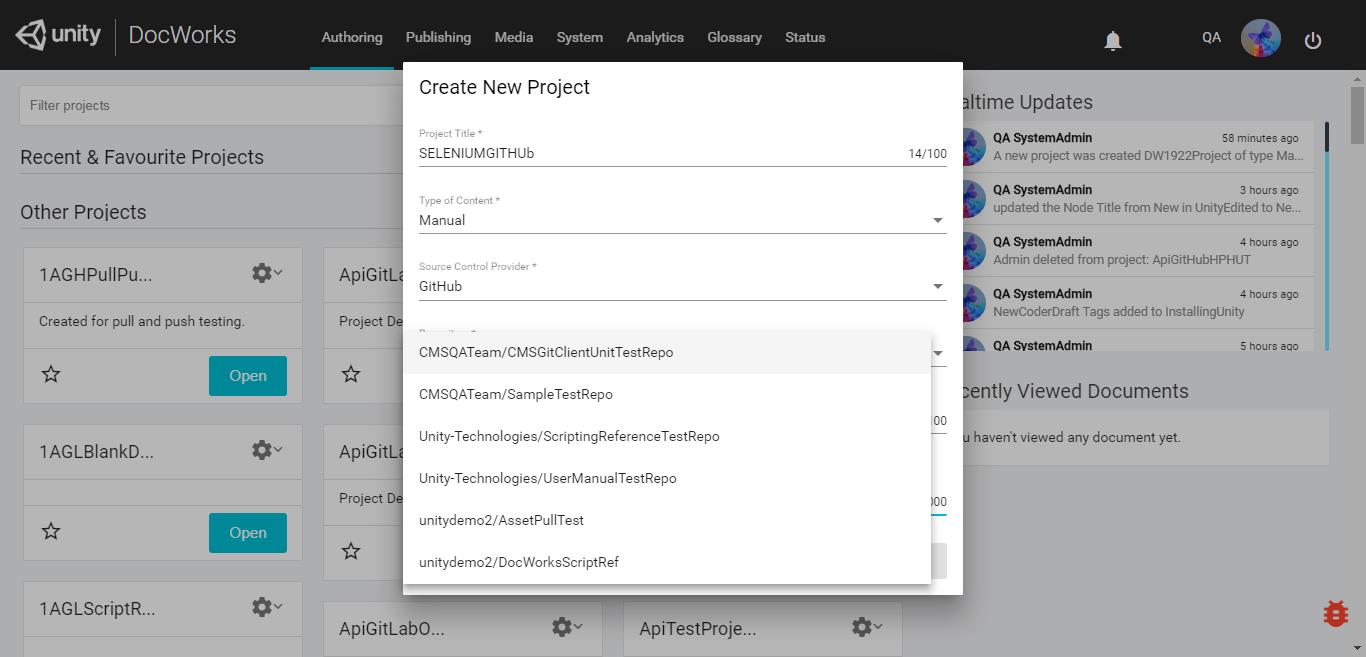 unity
DocWorks
Authoring
Publishing
Media
System
Analytics
Glossary
Status
QA
Filter projects
Recent & Favourite Projects
Other Projects
1AGHPullPu...
Created for pull and push testing.
Open
1AGLBlankD...
Open
1AGLScriptR...
ApiGitLa
Project De
ApiGitLa
Project De
ApiGitLabO...
ApiTestProje...
Create New Project
Project Title *
SELENIUMGITHUb
14/100
Type of Content *
Manual
Source Control Provider *
GitHub
CMSQATeam/CMSGitClientUnitTestRepo
CMSQATeam/SampleTestRepo
Unity-Technologies/ScriptingReferenceTestRepo
Unity-Technologies/UserManualTestRepo
unitydemo2/AssetPullTest
unitydemo2/DocWorksScriptRef
00
000
altime Updates
QA SystemAdmin
58 minutes ago
A new project was created DW1922Project of type Ma...
QA SystemAdmin
3 hours ago
updated the Node Title from New in UnityEdited to Ne...
QA SystemAdmin
4 hours ago
Admin deleted from project: ApiGitHubHPHUT
QA SystemAdmin
4 hours ago
NewCoderDraft Tags added to InstallingUnity
QA SystemAdmin
5 hours ago
cently Viewed Documents
u haven't viewed any document yet.